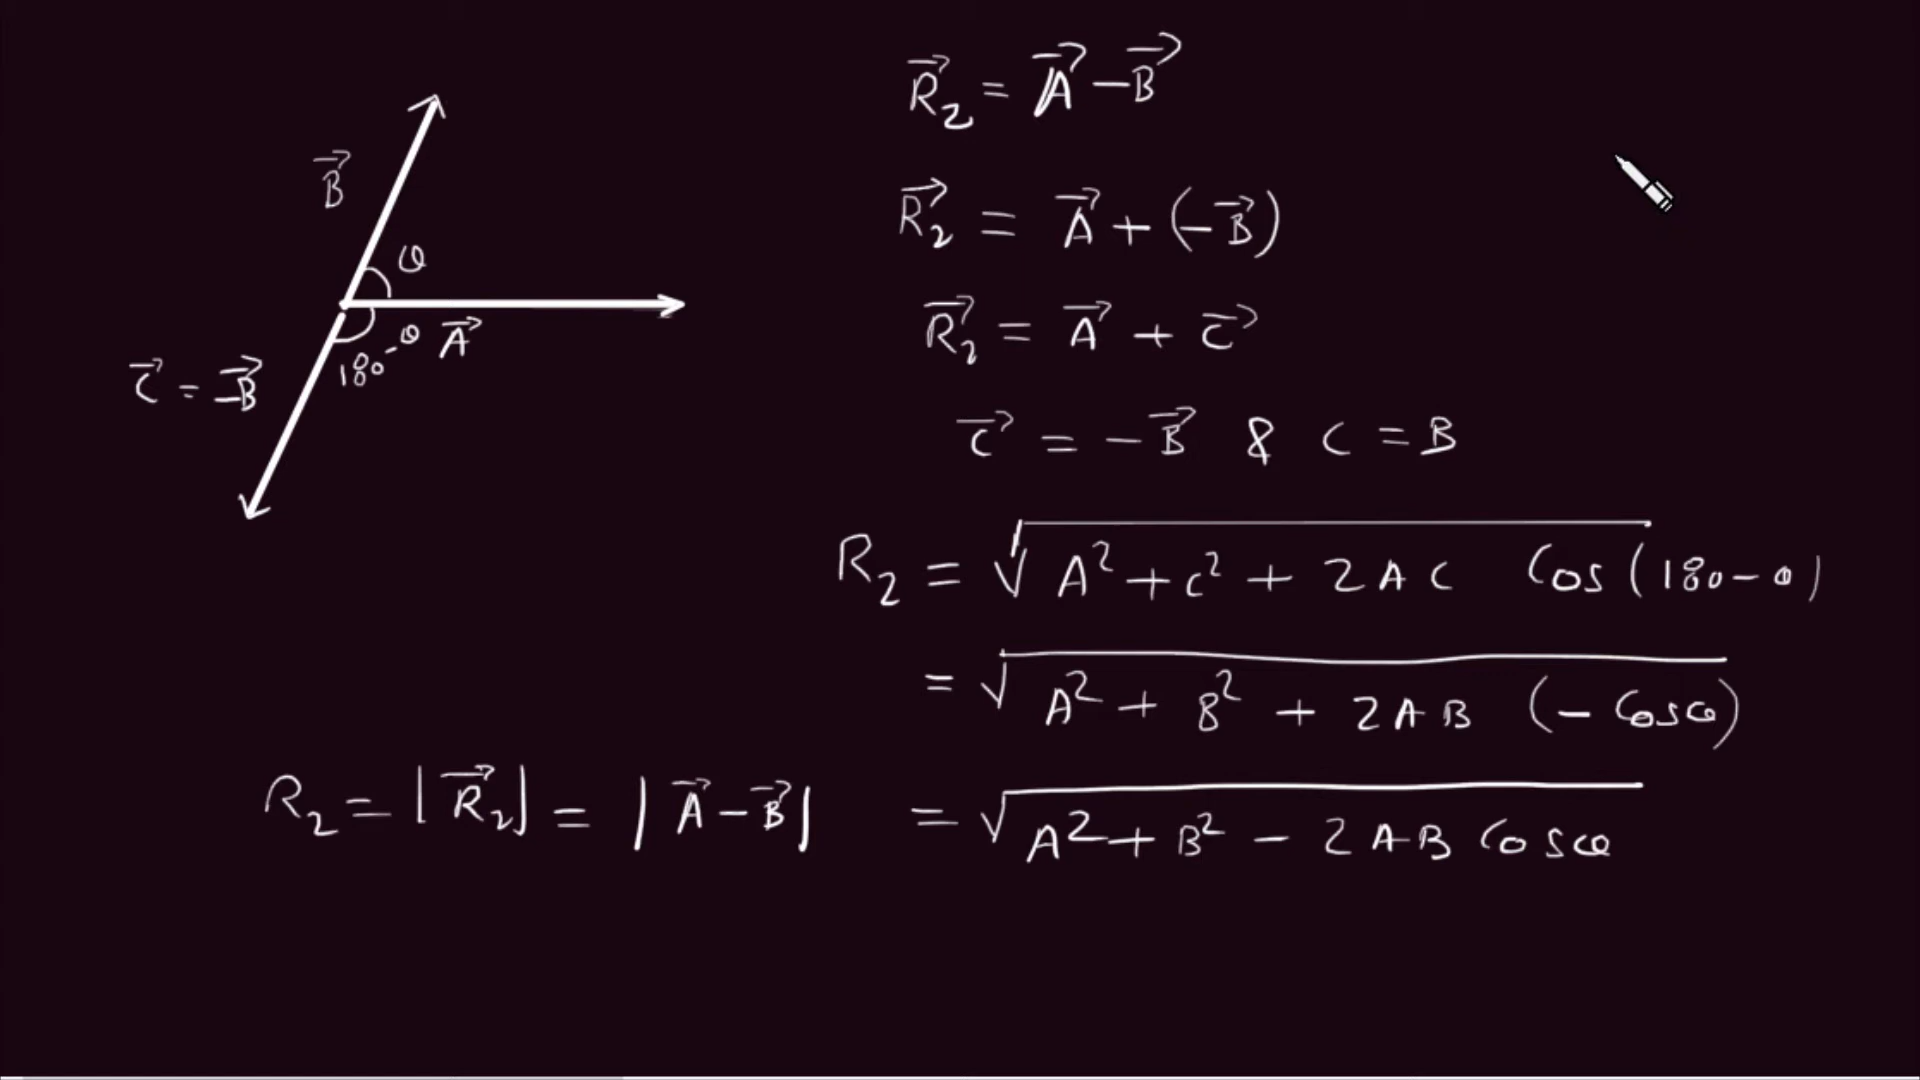 R⃗₂ = A⃗ − B⃗
B⃗
R⃗₂ = A⃗ + (−B⃗)
θ
R⃗₂ = A⃗ + C⃗
180-θ A⃗
C⃗ = −B⃗
C⃗ = −B⃗ & C = B
R₂ = √(A² + C² + 2AC Cos(180-θ))
= √(A² + B² + 2AB (−Cosθ))
R₂ = |R⃗₂| = |A⃗ − B⃗| = √(A² + B² − 2AB Cosθ)